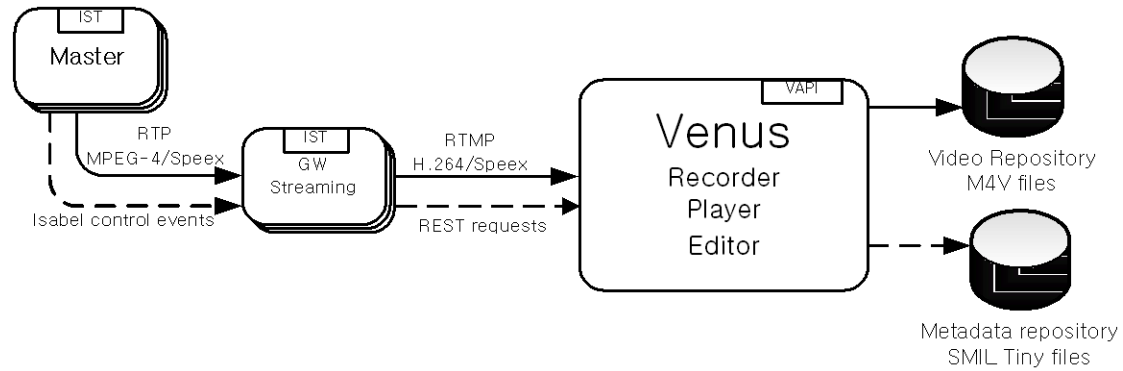 IST
Master
RTP
MPEG-4/Speex
Isabel control events
IST
GW
Streaming
RTMP
H.264/Speex
REST requests
VAPI
Venus
Recorder
Player
Editor
Video Repository
M4V files
Metadata repository
SMIL Tiny files